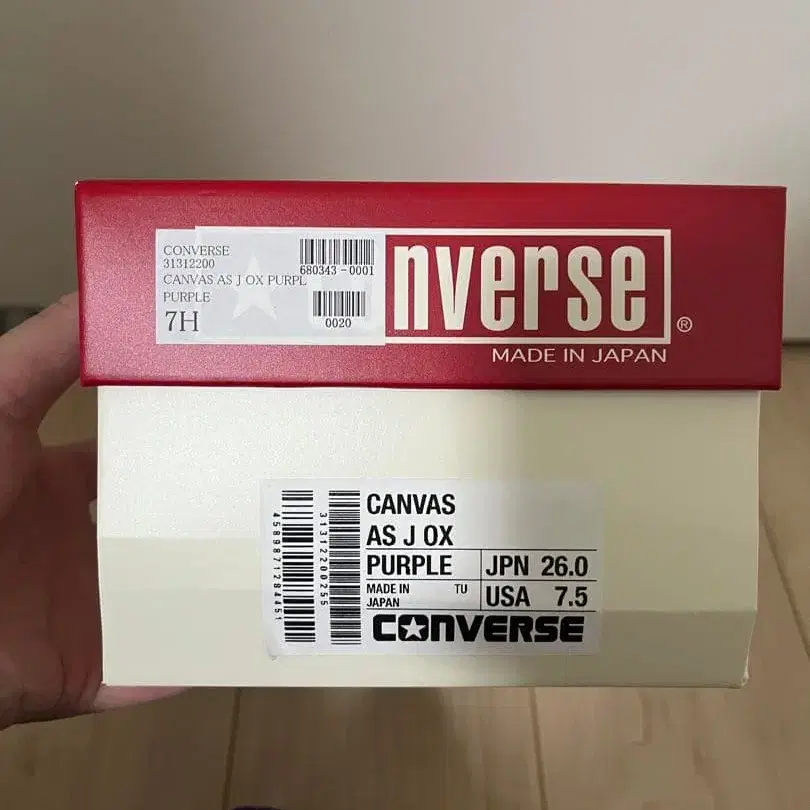 CONVERSE
31312200
680343-0001
CANVAS AS J OX PURPL
PURPLE
7H
0020
nverse
®
MADE IN JAPAN
4589871284451
31312200255
CANVAS
AS J OX
PURPLE JPN 26.0
MADE IN JAPAN TU USA 7.5
CONVERSE